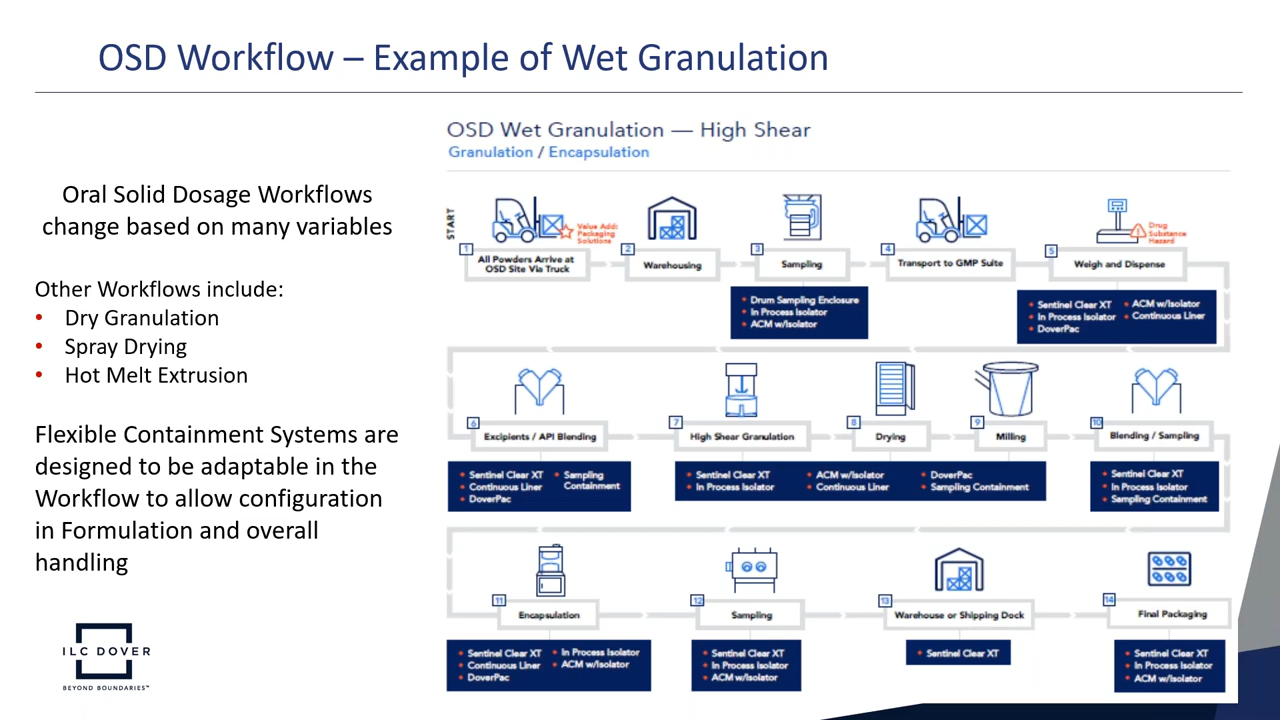 OSD Workflow – Example of Wet Granulation
Oral Solid Dosage Workflows
change based on many variables
Other Workflows include:
• Dry Granulation
• Spray Drying
• Hot Melt Extrusion
Flexible Containment Systems are
designed to be adaptable in the
Workflow to allow configuration
in Formulation and overall
handling
ILC DOVER
BEYOND BOUNDARIES™
OSD Wet Granulation — High Shear
Granulation / Encapsulation
START
Value Add:
Packaging
Solutions
1
All Powders Arrive at
OSD Site Via Truck
2
Warehousing
3
Sampling
• Drum Sampling Enclosure
• In Process Isolator
• ACM w/Isolator
4
Transport to GMP Suite
Drug
Substance
Hazard
5
Weigh and Dispense
• Sentinel Clear XT
• In Process Isolator
• DoverPac
• ACM w/Isolator
• Continuous Liner
6
Excipients / API Blending
• Sentinel Clear XT
• Continuous Liner
• DoverPac
• Sampling
Containment
7
High Shear Granulation
8
Drying
9
Milling
• Sentinel Clear XT
• In Process Isolator
• ACM w/Isolator
• Continuous Liner
• DoverPac
• Sampling Containment
10
Blending / Sampling
• Sentinel Clear XT
• In Process Isolator
• Sampling Containment
11
Encapsulation
• Sentinel Clear XT
• Continuous Liner
• DoverPac
• In Process Isolator
• ACM w/Isolator
12
Sampling
• Sentinel Clear XT
• In Process Isolator
• ACM w/Isolator
13
Warehouse or Shipping Dock
• Sentinel Clear XT
14
Final Packaging
• Sentinel Clear XT
• In Process Isolator
• ACM w/Isolator